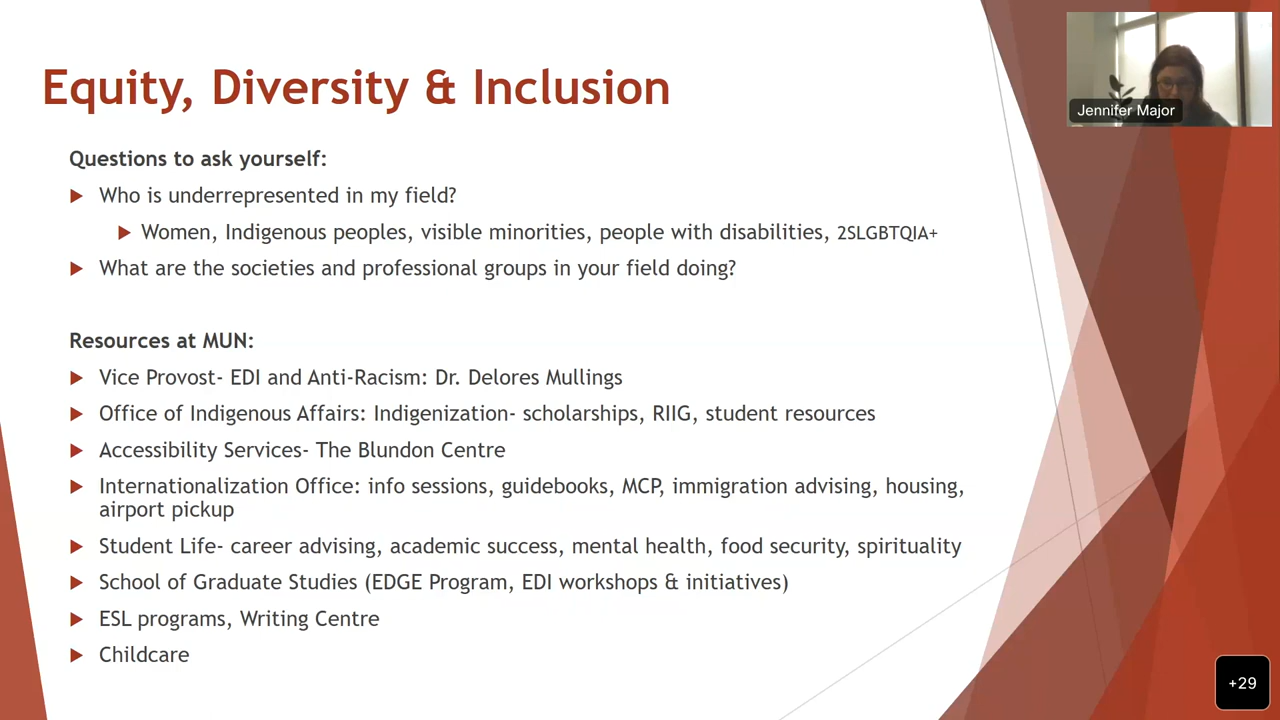 Equity, Diversity & Inclusion
Jennifer Major
Questions to ask yourself:
Who is underrepresented in my field?
Women, Indigenous peoples, visible minorities, people with disabilities, 2SLGBTQIA+
What are the societies and professional groups in your field doing?
Resources at MUN:
Vice Provost- EDI and Anti-Racism: Dr. Delores Mullings
Office of Indigenous Affairs: Indigenization- scholarships, RIIG, student resources
Accessibility Services- The Blundon Centre
Internationalization Office: info sessions, guidebooks, MCP, immigration advising, housing,
airport pickup
Student Life- career advising, academic success, mental health, food security, spirituality
School of Graduate Studies (EDGE Program, EDI workshops & initiatives)
ESL programs, Writing Centre
Childcare
+29